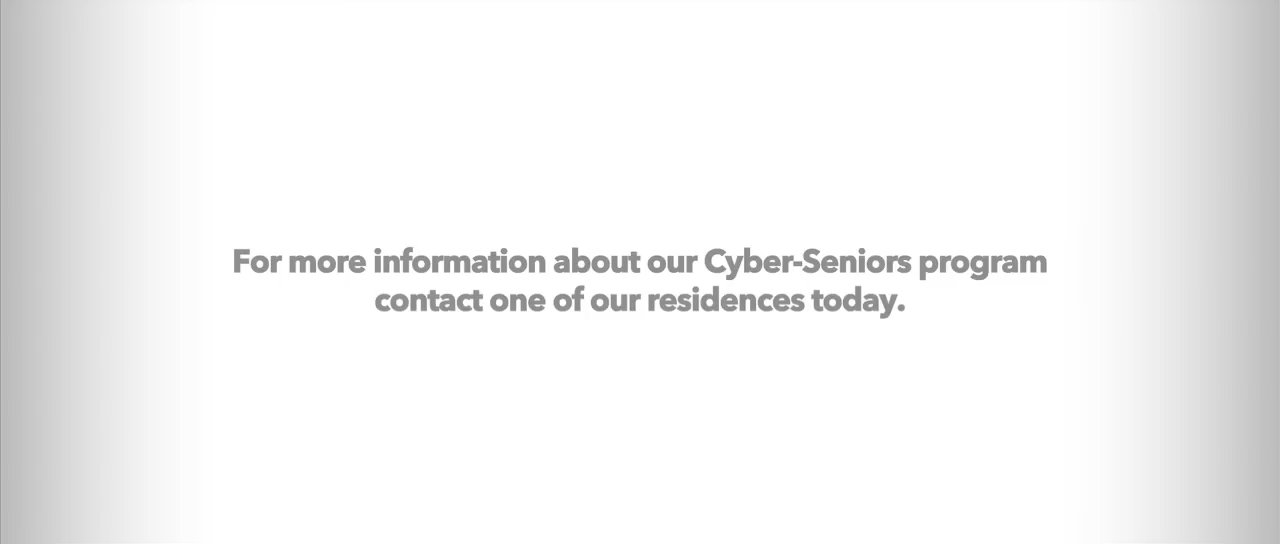 For more information about our Cyber-Seniors program
contact one of our residences today.